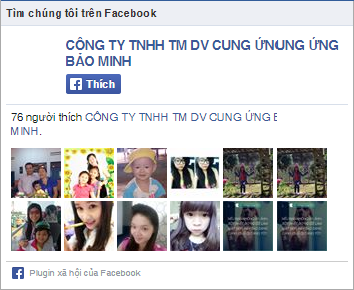 Tìm chúng tôi trên Facebook
CÔNG TY TNHH TM DV CUNG ỨNUNG ỨNG
BẢO MINH
Thích
76 người thích CÔNG TY TNHH TM DV CUNG ỨNG B
MINH.
Plugin xã hội của Facebook